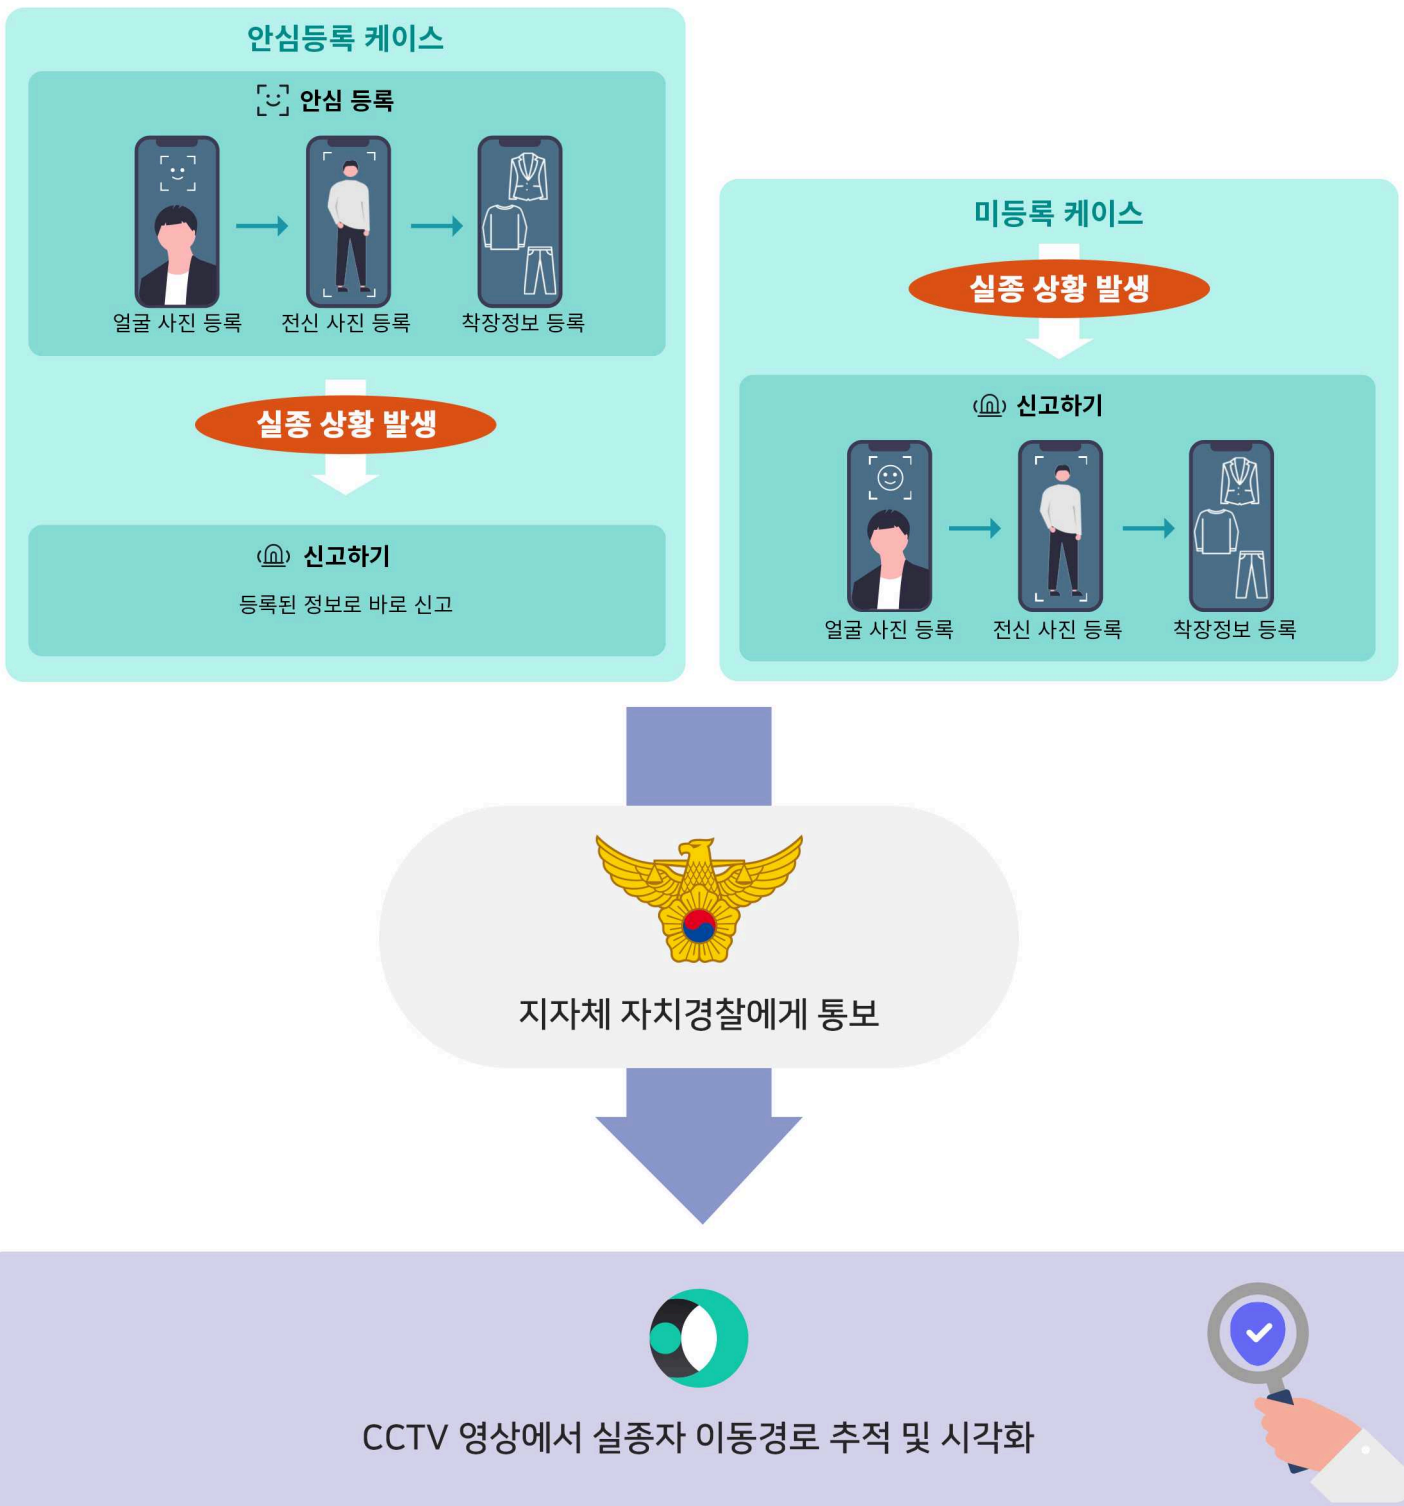 안심등록 케이스
안심 등록
얼굴 사진 등록
전신 사진 등록
착장정보 등록
실종 상황 발생
신고하기
등록된 정보로 바로 신고
미등록 케이스
실종 상황 발생
신고하기
얼굴 사진 등록
전신 사진 등록
착장정보 등록
지자체 자치경찰에게 통보
CCTV 영상에서 실종자 이동경로 추적 및 시각화